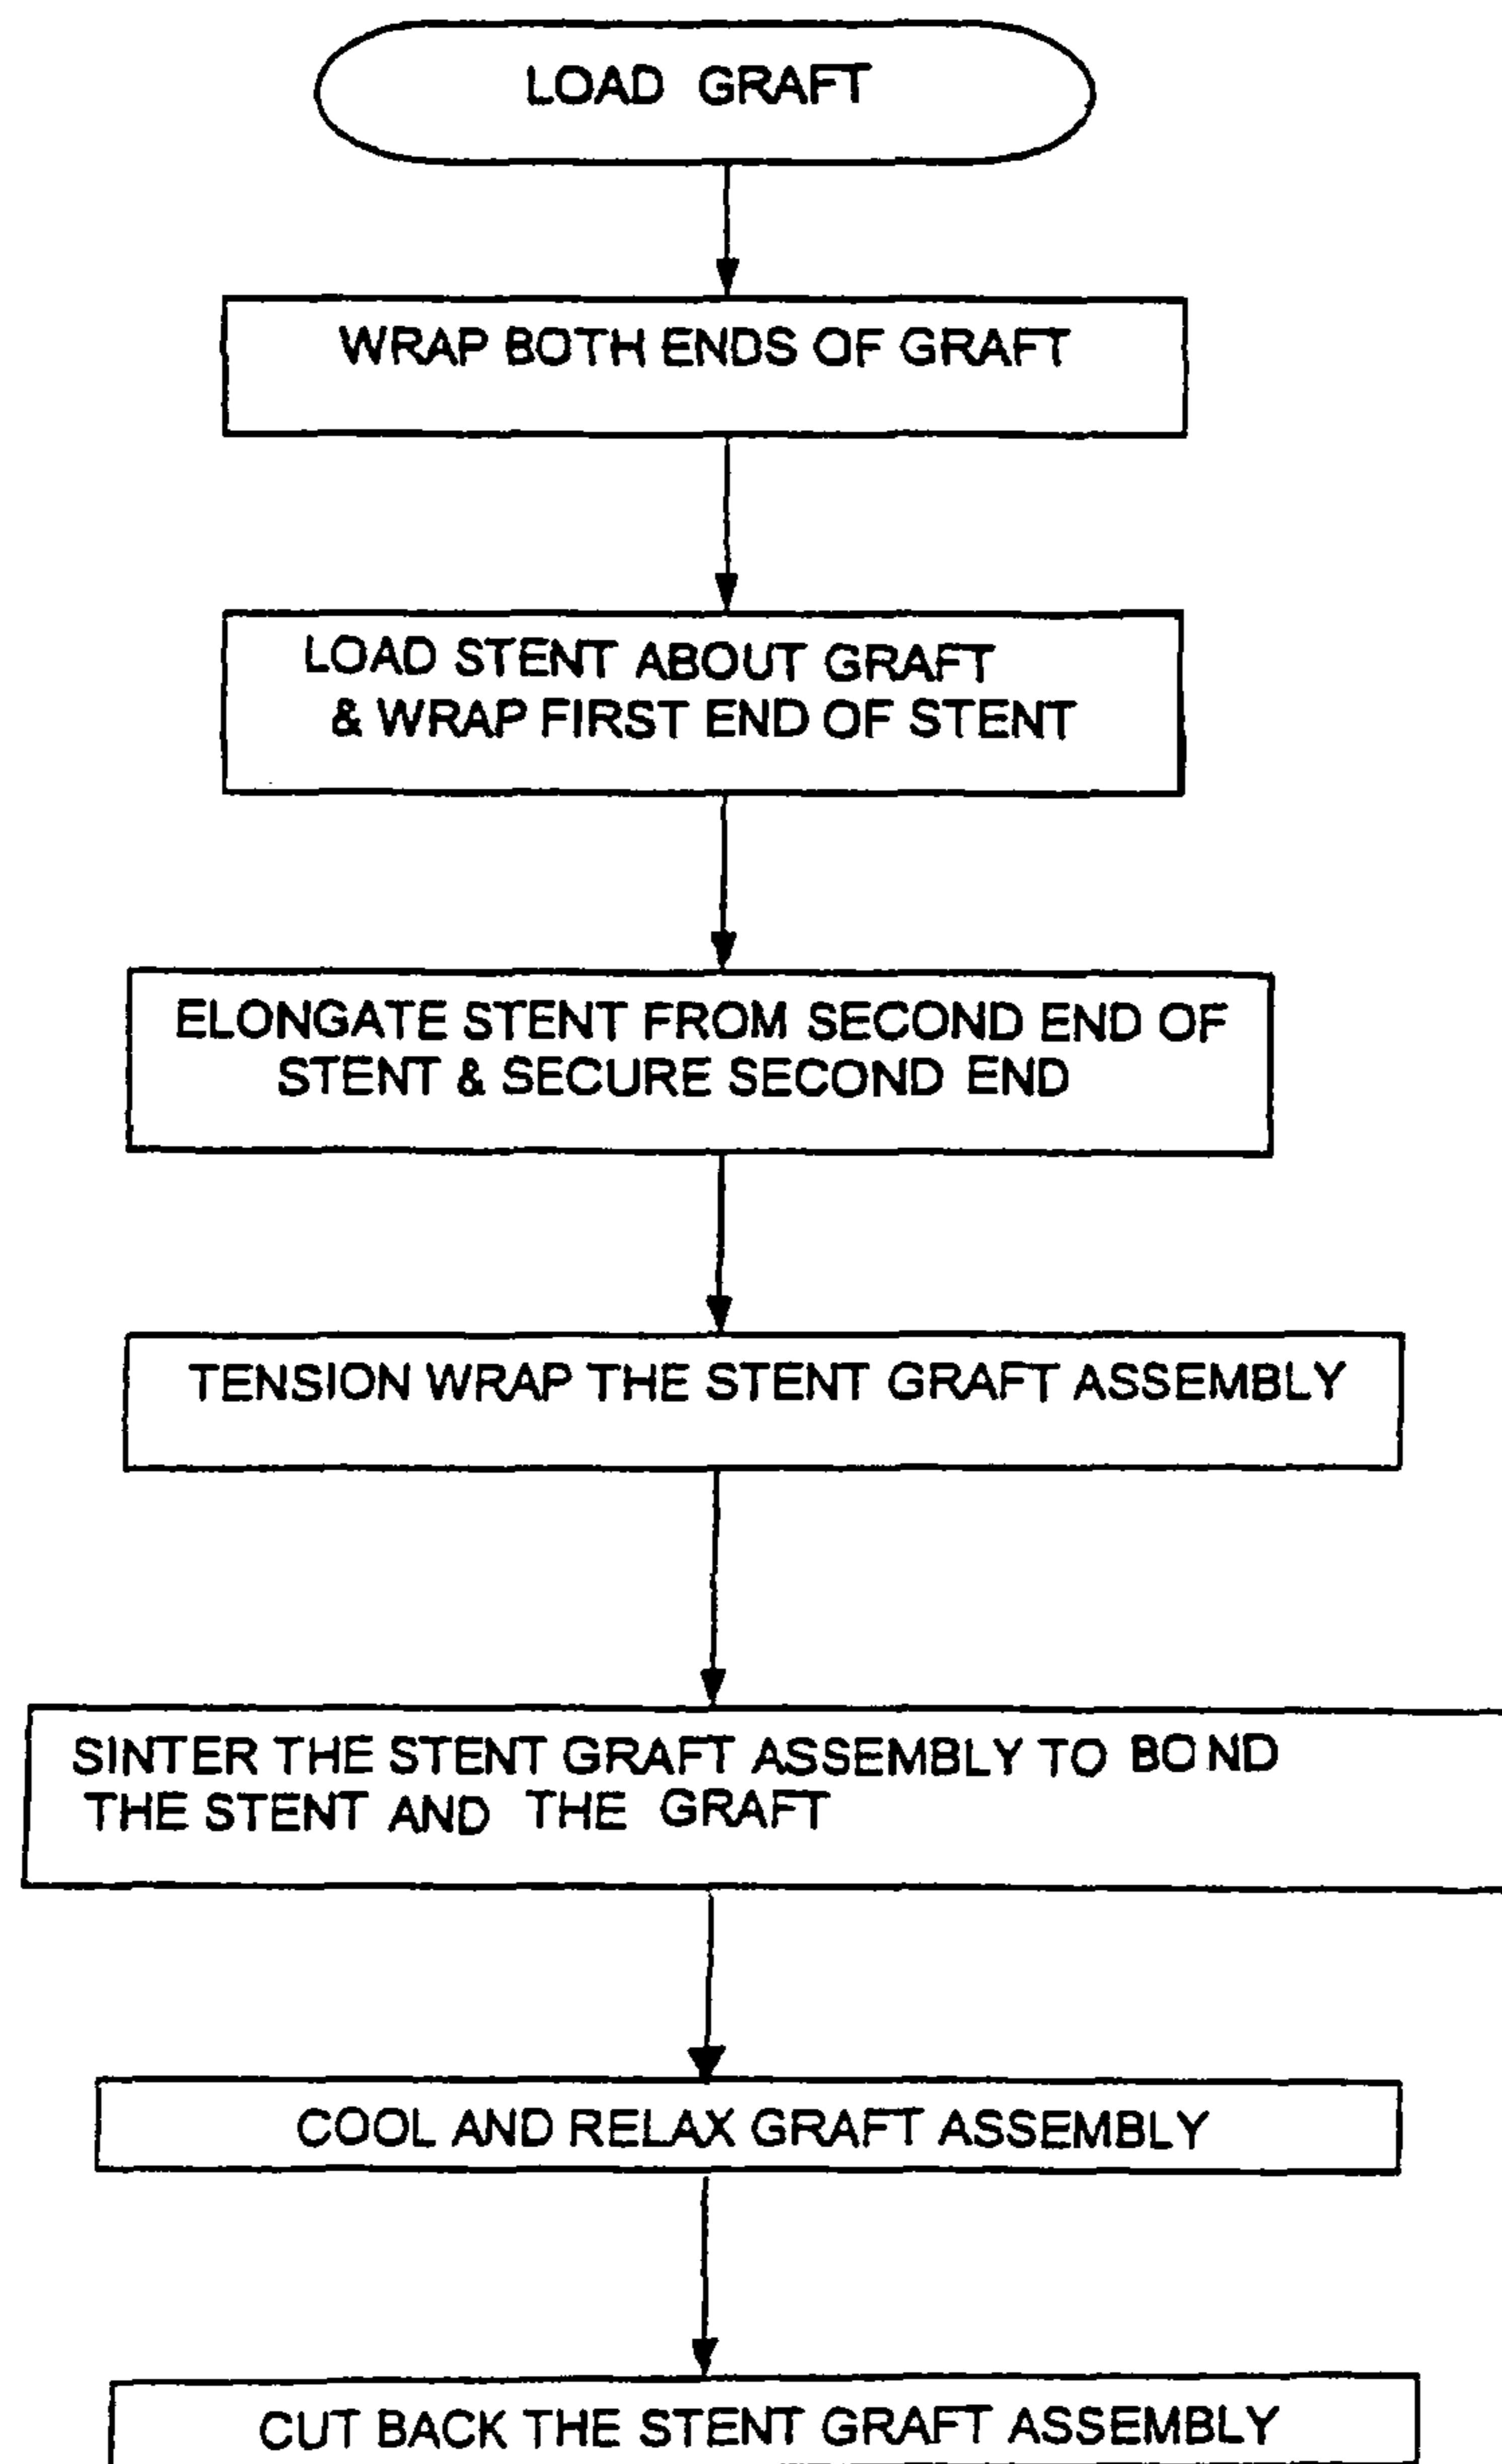 LOAD GRAFT
WRAP BOTH ENDS OF GRAFT
LOAD STENT ABOUT GRAFT
& WRAP FIRST END OF STENT
ELONGATE STENT FROM SECOND END OF
STENT & SECURE SECOND END
TENSION WRAP THE STENT GRAFT ASSEMBLY
SINTER THE STENT GRAFT ASSEMBLY TO BOND
THE STENT AND THE GRAFT
COOL AND RELAX GRAFT ASSEMBLY
CUT BACK THE STENT GRAFT ASSEMBLY